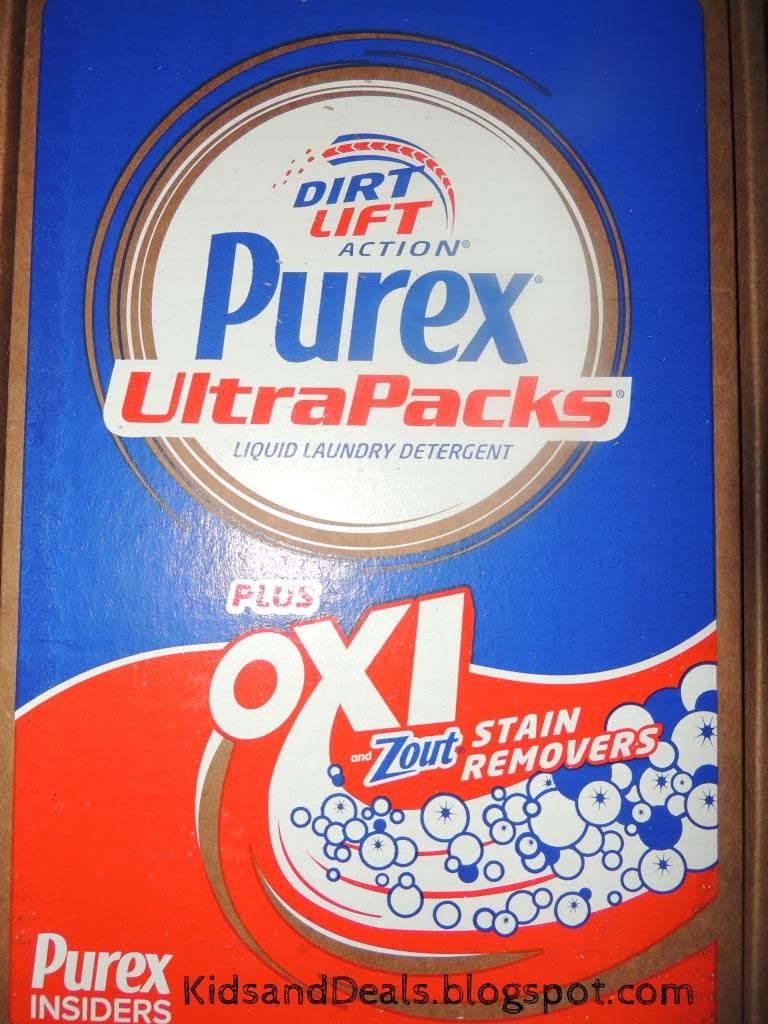 DIRT
LIFT
ACTION®
Purex®
UltraPacks®
LIQUID LAUNDRY DETERGENT
PLUS
OXI
and Zout® STAIN
REMOVERS
Purex
INSIDERS
KidsandDeals.blogspot.com